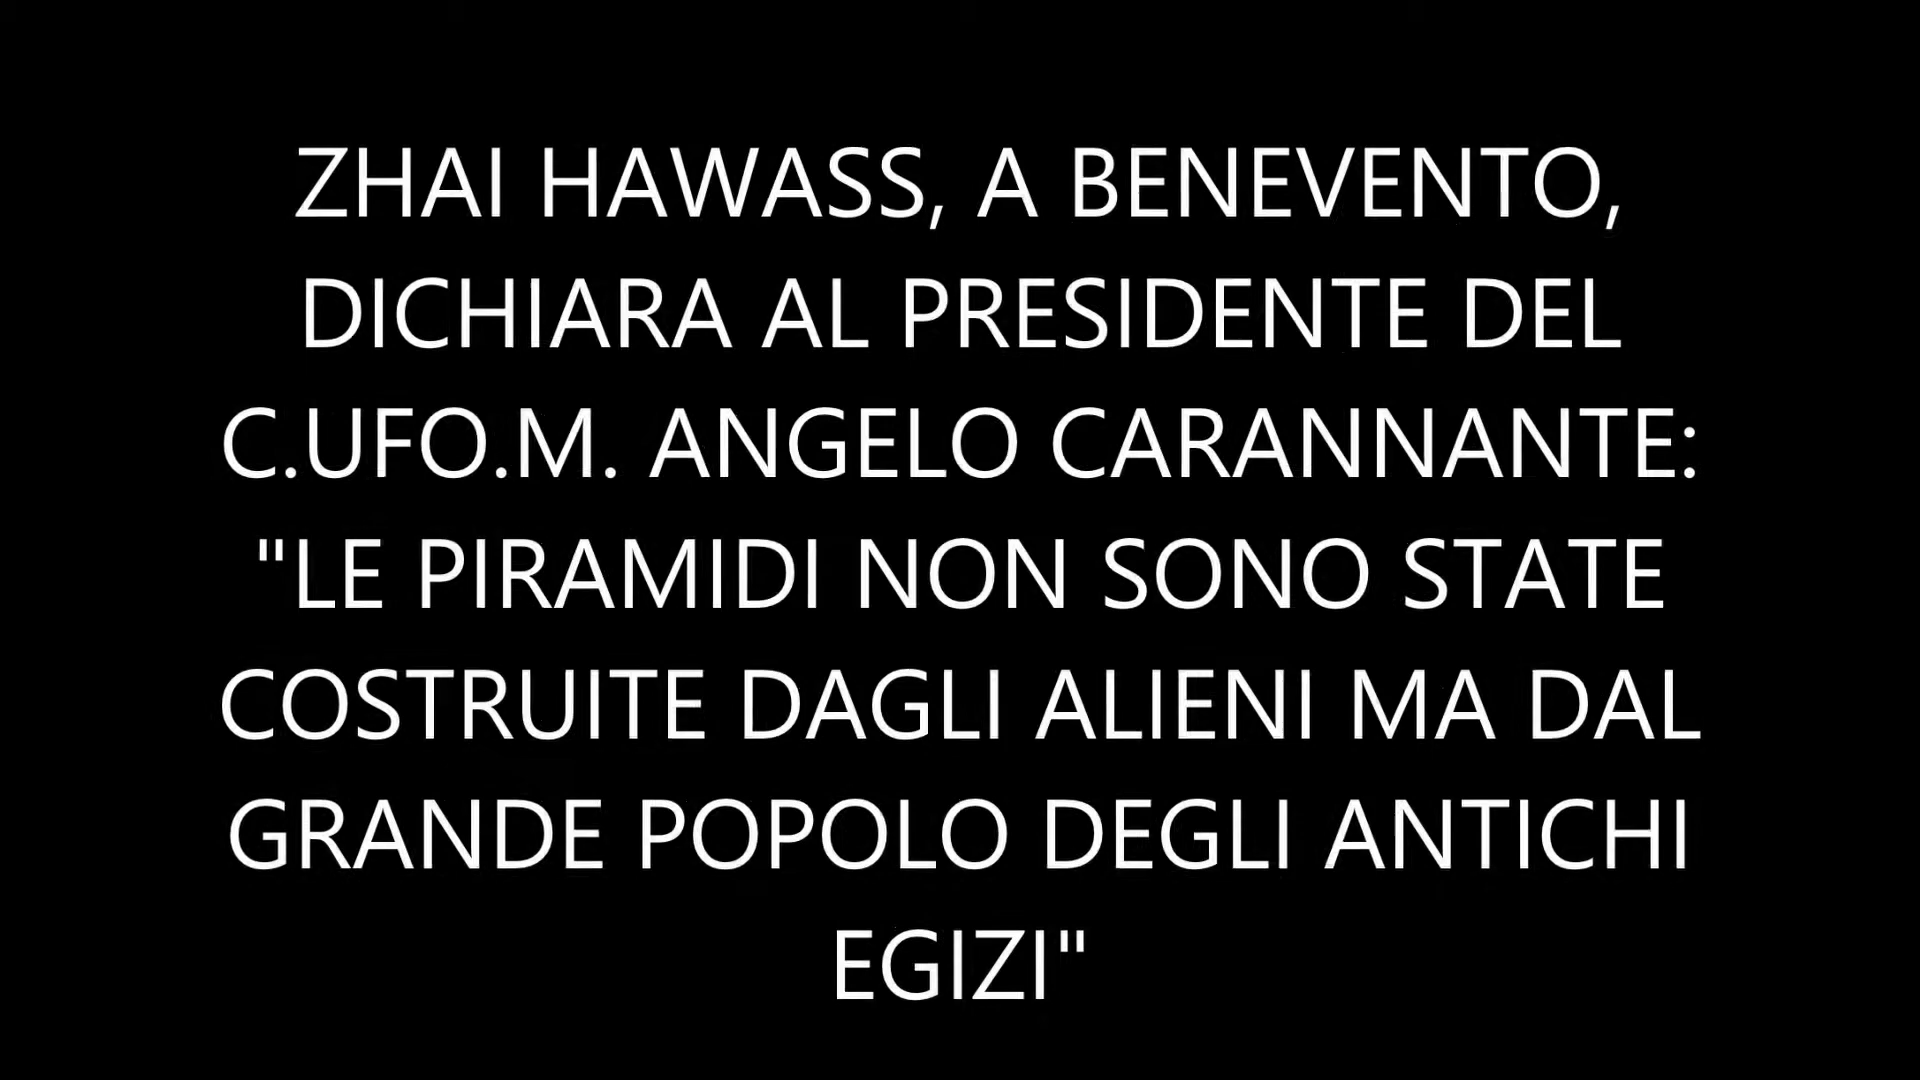 ZHAI HAWASS, A BENEVENTO,
DICHIARA AL PRESIDENTE DEL
C.UFO.M. ANGELO CARANNANTE:
"LE PIRAMIDI NON SONO STATE
COSTRUITE DAGLI ALIENI MA DAL
GRANDE POPOLO DEGLI ANTICHI
EGIZI"